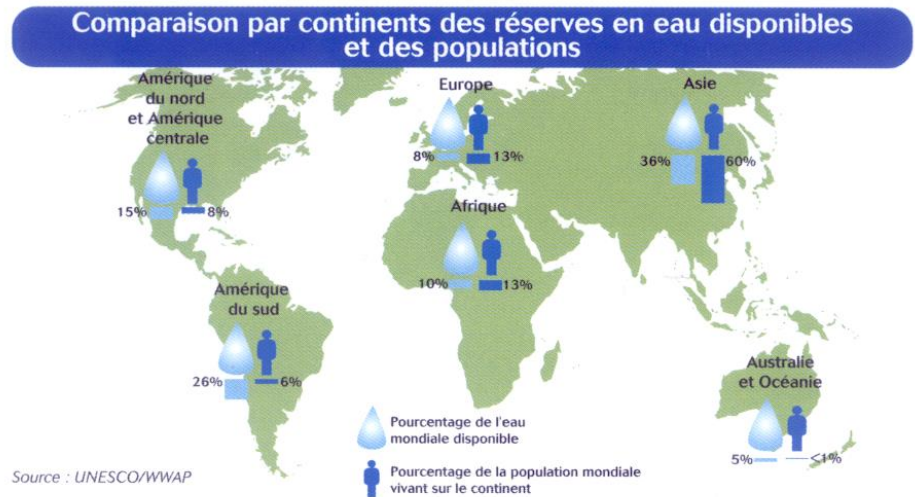 Comparaison par continents des réserves en eau disponibles
et des populations
Amérique
du nord
et Amérique
centrale
15%
8%
Europe
8%
13%
Asie
36%
60%
Afrique
10%
13%
Amérique
du sud
26%
6%
Australie
et Océanie
5%
<1%
Pourcentage de l'eau
mondiale disponible
Pourcentage de la population mondiale
vivant sur le continent
Source : UNESCO/WWAP